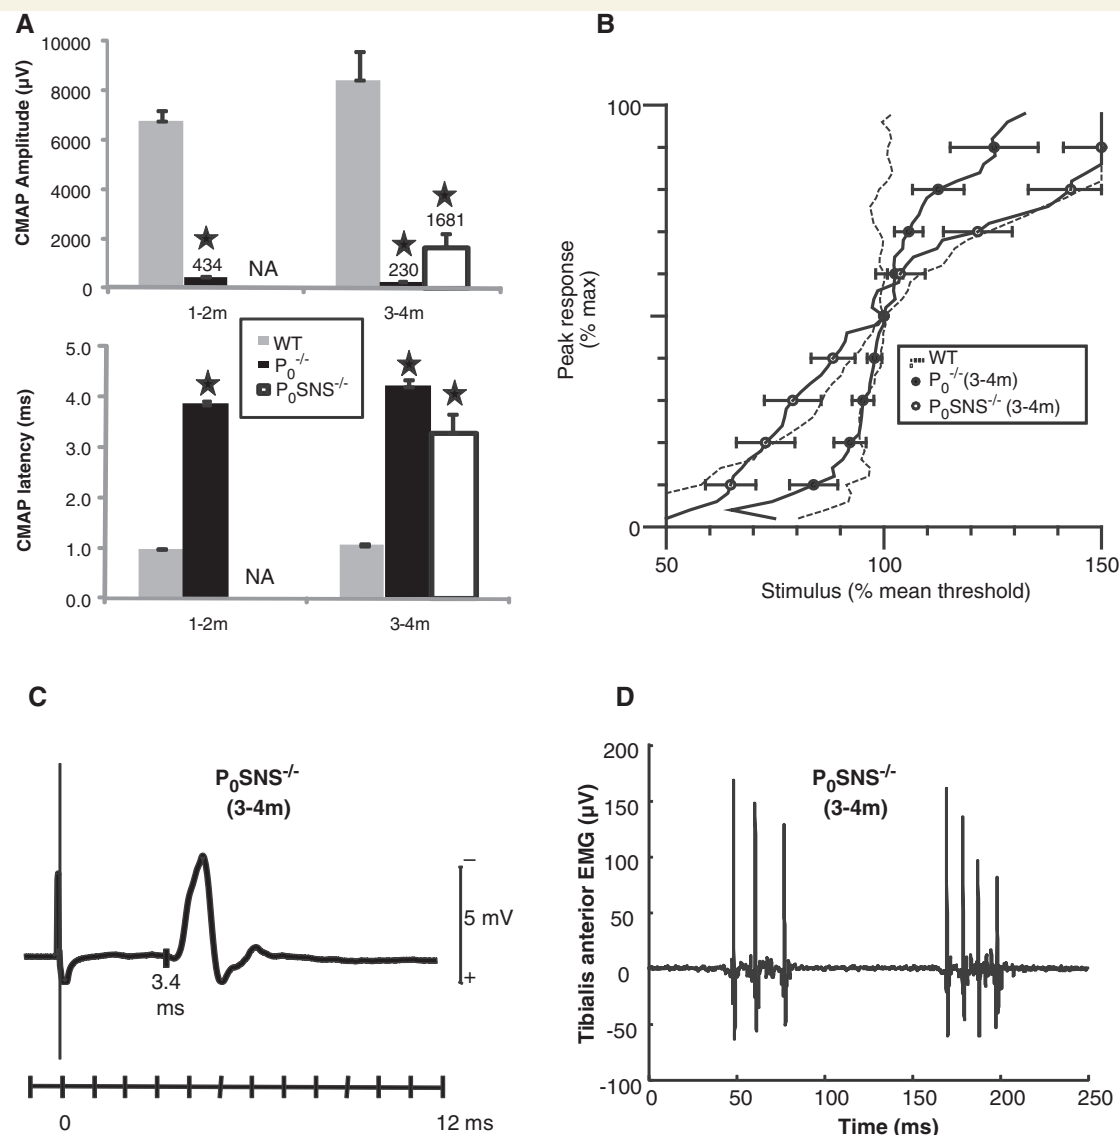 A
CMAP Amplitude (µV)
10000
8000
6000
4000
2000
0
434
NA
230
1681
1-2m
3-4m
WT
P0-/-
P0SNS-/-
CMAP latency (ms)
5.0
4.0
3.0
2.0
1.0
0.0
NA
1-2m
3-4m
B
Peak response
(% max)
100
0
WT
P0-/-(3-4m)
P0SNS-/- (3-4m)
50
100
150
Stimulus (% mean threshold)
C
P0SNS-/-
(3-4m)
–
5 mV
+
3.4
ms
0
12 ms
D
Tibialis anterior EMG (µV)
200
150
100
50
0
-50
-100
P0SNS-/-
(3-4m)
0
50
100
150
200
250
Time (ms)